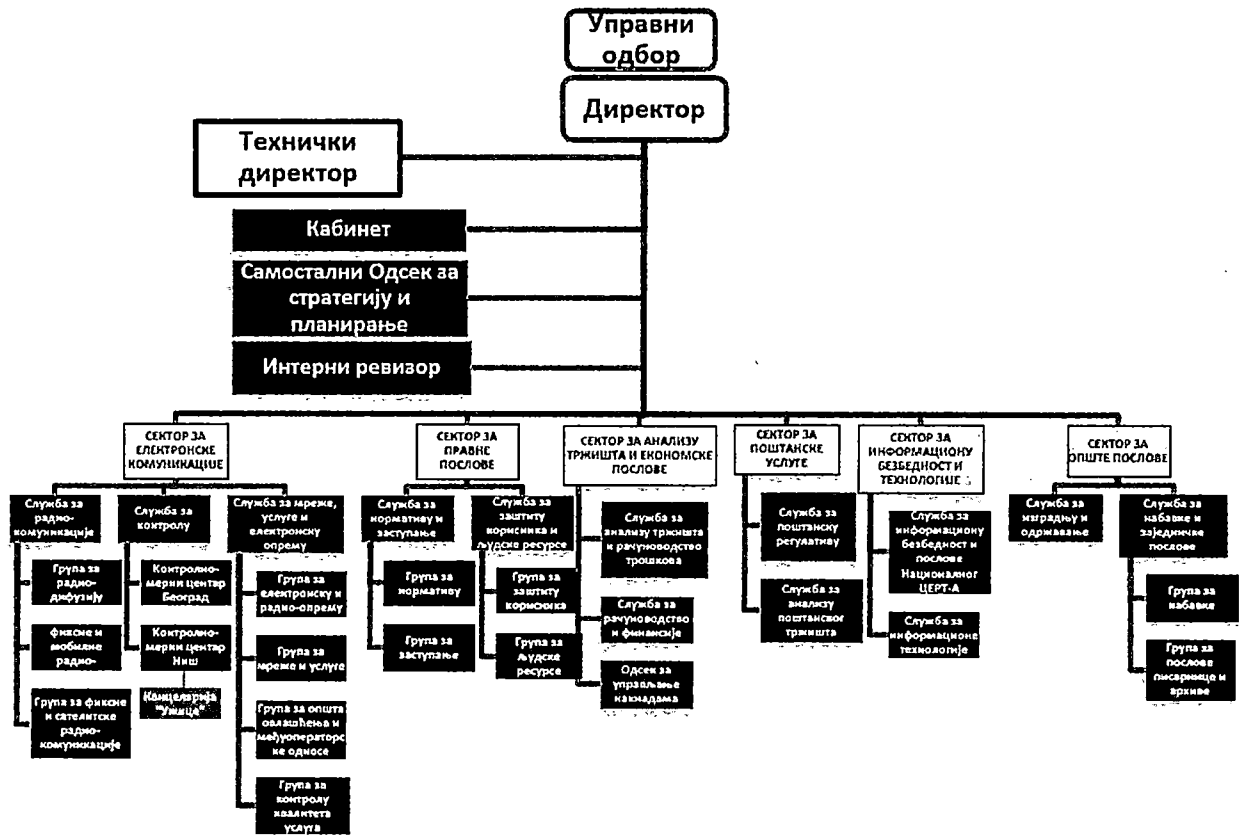 Управни
одбор
Директор
Технички
директор
Кабинет
Самостални Одсек за
стратегију и
планирање
Интерни ревизор
СЕКТОР ЗА
ЕЛЕКТРОНСКЕ
КОМУНИКАЦИЈЕ
Служба за
радио-
комуникације
Група за
радио-
дифузију
фиксне и
мобилне
радио-
Група за фиксне
и сателитске
радио-
комуникације
Служба за
контролу
Контролно-
мерни центар
Београд
Контролно-
мерни центар
Ниш
Канцеларија
"Ужице"
Служба за мреже,
услуге и
електронску
опрему
Група за
електронску и
радио-опрему
Група за
мреже и услуге
Група за општа
овлашћења и
међуоператорс
ке односе
Група за
контролу
квалитета
услуга
СЕКТОР ЗА
ПРАВНЕ
ПОСЛОВЕ
Служба за
нормативу и
заступање
Група за
нормативу
Група за
заступање
Служба за
заштиту
корисника и
људске ресурсе
Група за
заштиту
корисника
Група за
људске
ресурсе
СЕКТОР ЗА АНАЛИЗУ
ТРЖИШТА И ЕКОНОМСКЕ
ПОСЛОВЕ
Служба за
анализу тржишта
и рачуноводство
трошкова
Служба за
рачуноводство
и финансије
Одсек за
управљање
накнадама
СЕКТОР ЗА
ПОШТАНСКЕ
УСЛУГЕ
Служба за
поштанску
регулативу
Служба за
анализу
поштанског
тржишта
СЕКТОР ЗА
ИНФОРМАЦИОНУ
БЕЗБЕДНОСТ И
ТЕХНОЛОГИЈЕ
Служба за
информациону
безбедност и
послове
Националног
ЦЕРТ-А
Служба за
информационе
технологије
СЕКТОР ЗА
ОПШТЕ ПОСЛОВЕ
Служба за
изградњу и
одржавање
Служба за
набавке и
заједничке
послове
Група за
набавке
Група за
послове
писарнице и
архиве